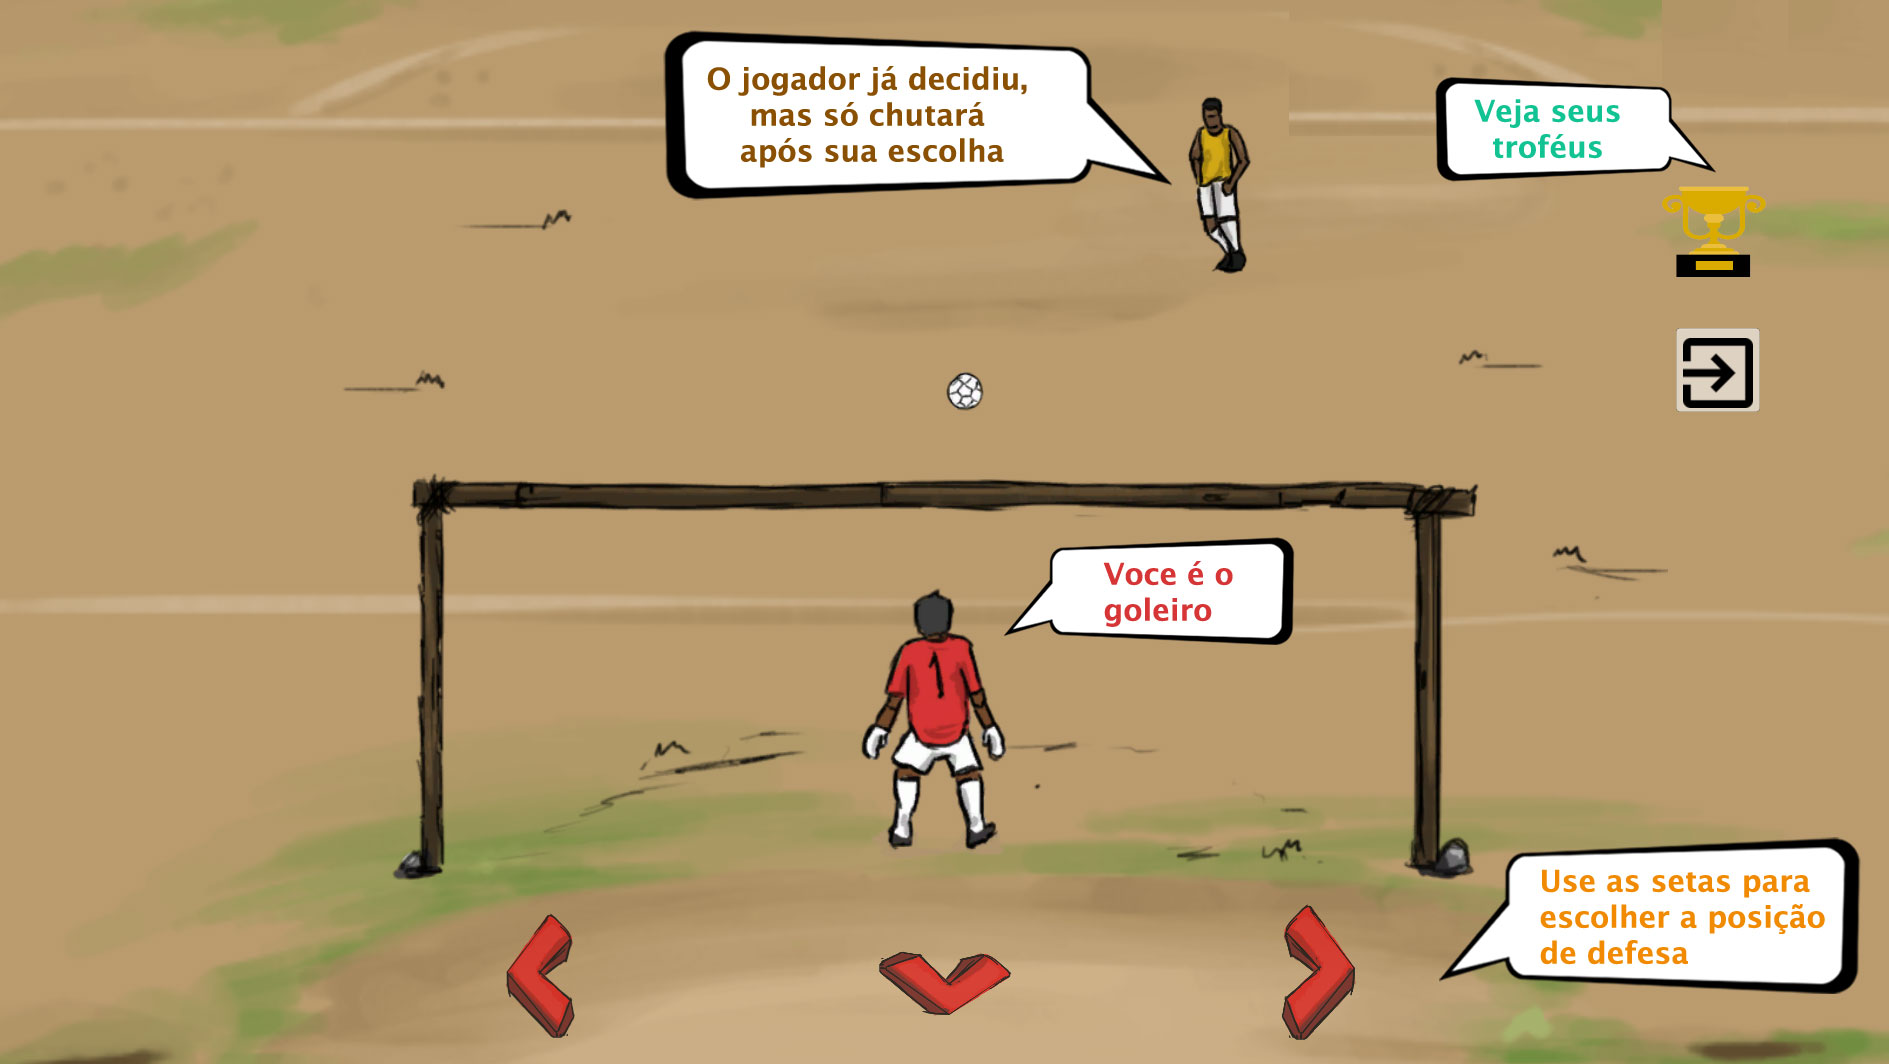 O jogador já decidiu,
mas só chutará
após sua escolha
Veja seus
troféus
Voce é o
goleiro
1
Use as setas para
escolher a posição
de defesa